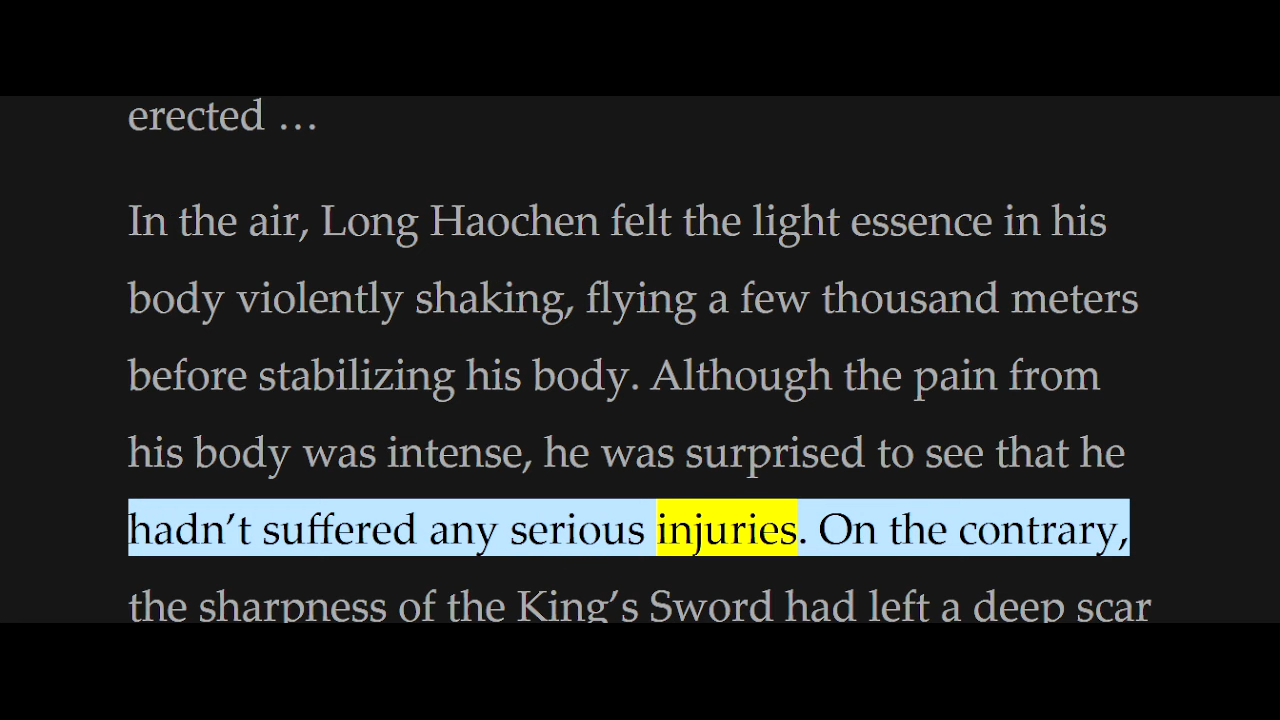 erected …
In the air, Long Haochen felt the light essence in his
body violently shaking, flying a few thousand meters
before stabilizing his body. Although the pain from
his body was intense, he was surprised to see that he
hadn’t suffered any serious injuries. On the contrary,
the sharpness of the King’s Sword had left a deep scar